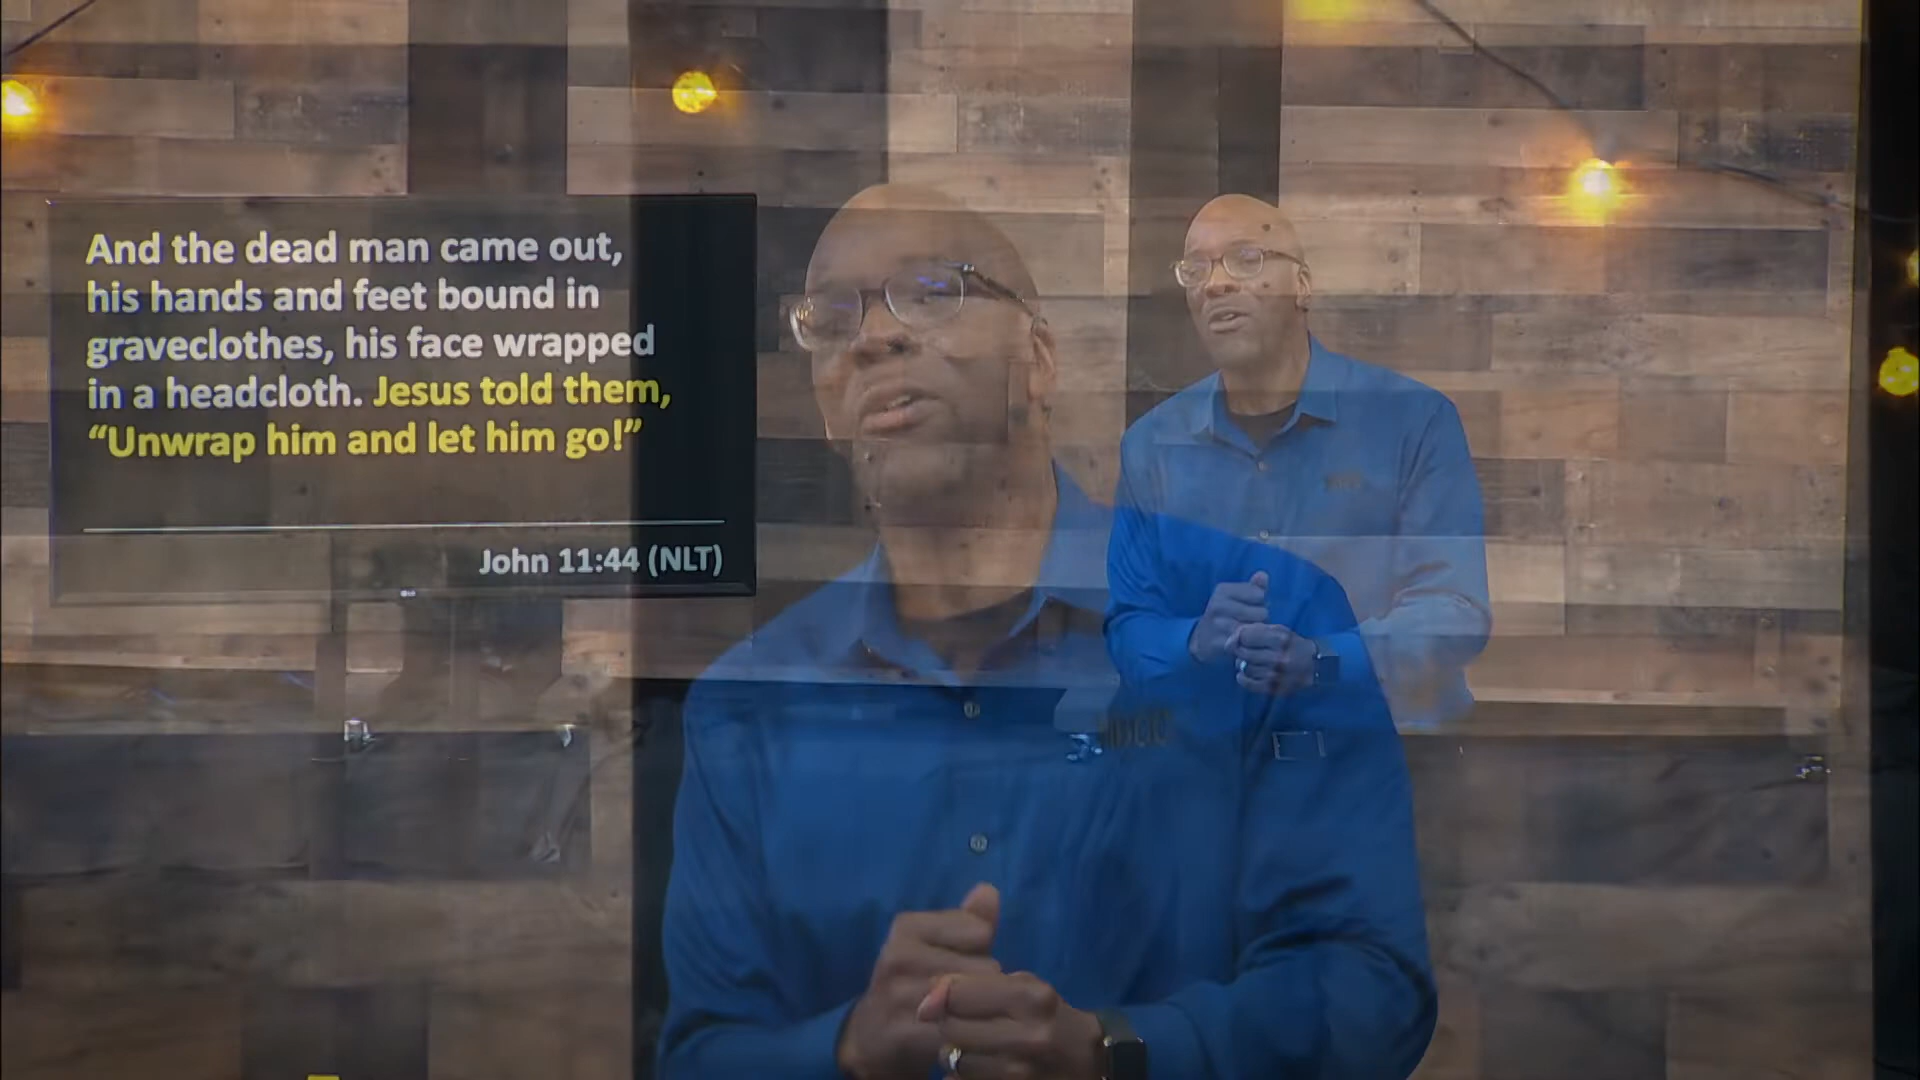 And the dead man came out,
his hands and feet bound in
graveclothes, his face wrapped
in a headcloth. Jesus told them,
“Unwrap him and let him go!”
John 11:44 (NLT)